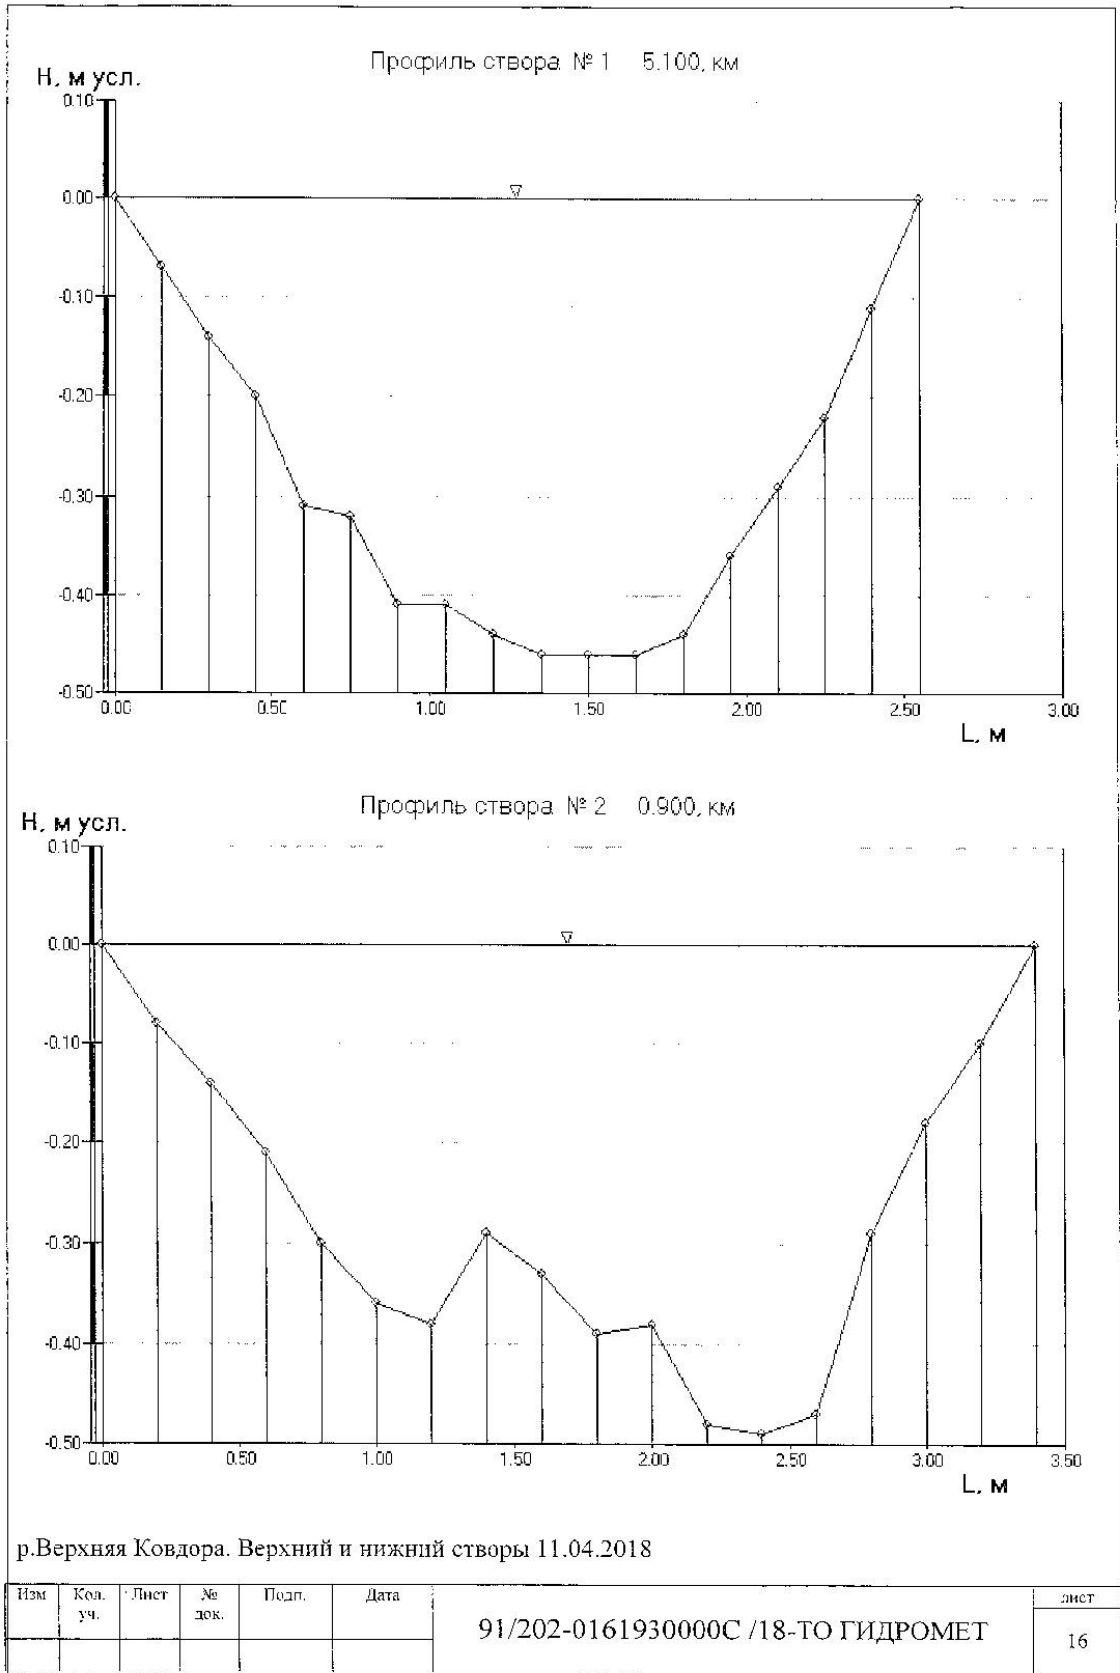 Профиль створа № 1 5.100, км
Н, м усл.
0.10
0.00
-0.10
-0.20
-0.30
-0.40
-0.50
0.00 0.50 1.00 1.50 2.00 2.50 3.00
L, м
Профиль створа № 2 0.900, км
Н, м усл.
0.10
0.00
-0.10
-0.20
-0.30
-0.40
-0.50
0.00 0.50 1.00 1.50 2.00 2.50 3.00 3.50
L, м
р.Верхняя Ковдора. Верхний и нижний створы 11.04.2018
Изм Кол. уч. Лист № док. Подп. Дата
91/202-0161930000С /18-ТО ГИДРОМЕТ
лист
16